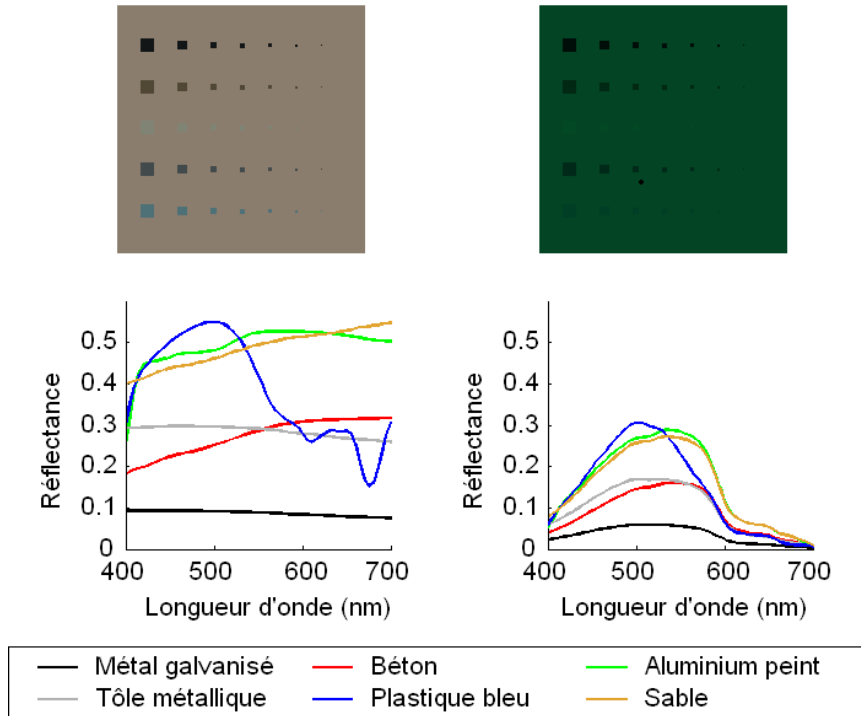 0.5
0.4
0.3
0.2
0.1
0
Réflectance
400 500 600 700
Longueur d'onde (nm)
0.5
0.4
0.3
0.2
0.1
0
Réflectance
400 500 600 700
Longueur d'onde (nm)
Métal galvanisé Béton Aluminium peint
Tôle métallique Plastique bleu Sable